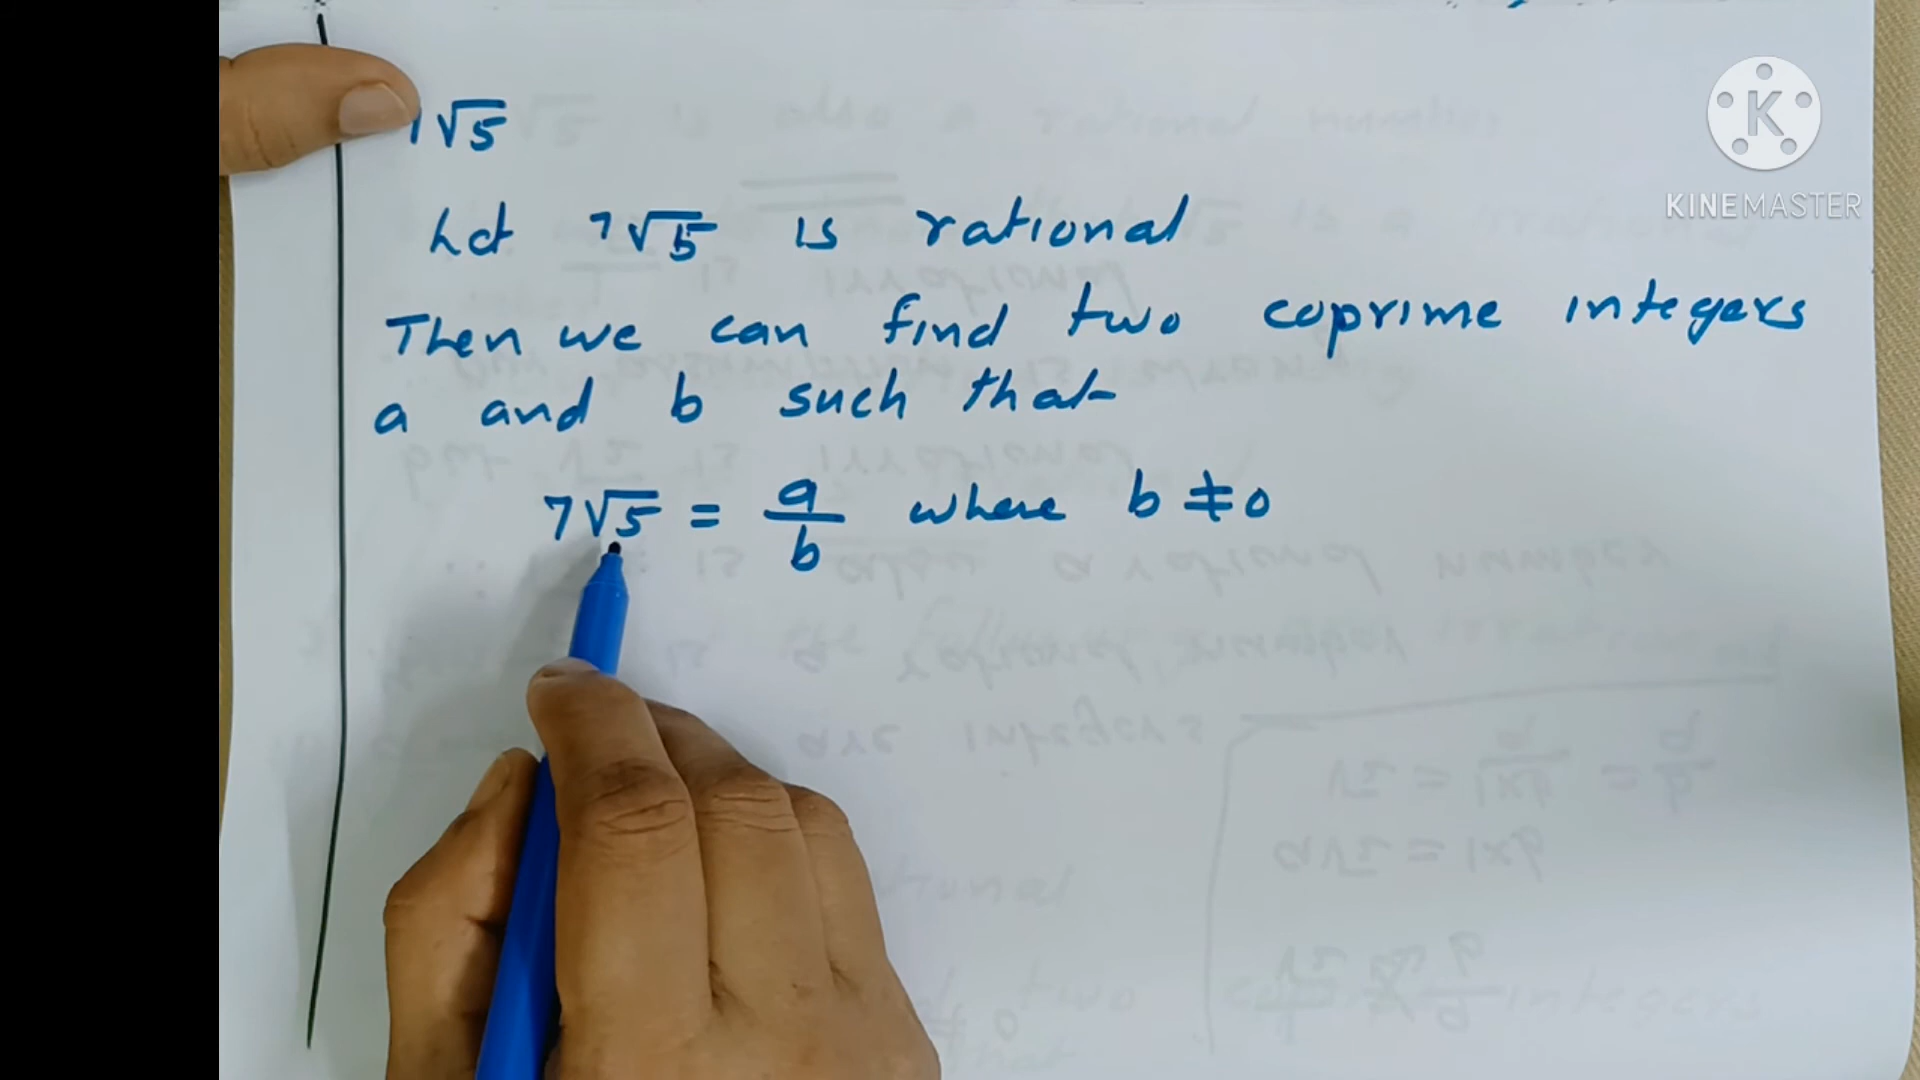 7√5
Let 7√5 is rational
Then we can find two coprime integers
a and b such that
7√5 = a/b where b ≠ 0
KINEMASTER